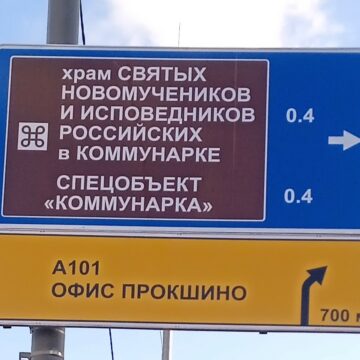 храм СВЯТЫХ
НОВОМУЧЕНИКОВ
И ИСПОВЕДНИКОВ
РОССИЙСКИХ
в КОММУНАРКЕ
0.4
СПЕЦОБЪЕКТ
«КОММУНАРКА»
0.4
А101
ОФИС ПРОКШИНО
700 м